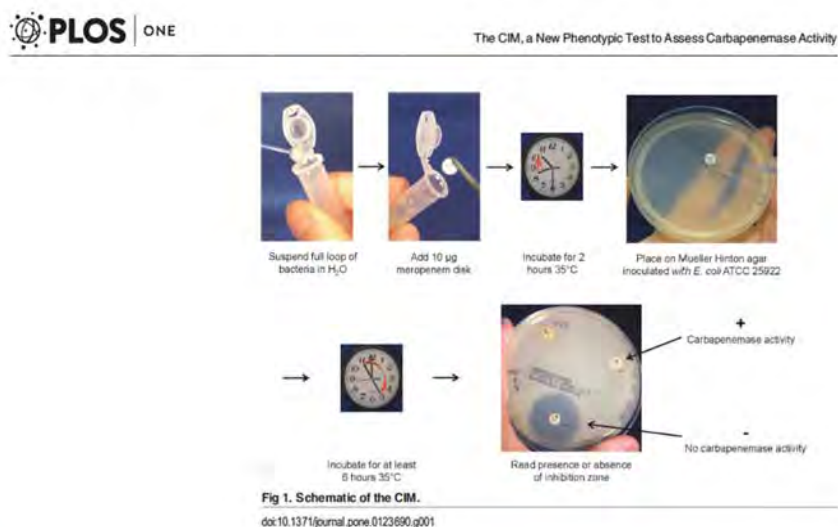 PLOS ONE
The CIM, a New Phenotypic Test to Assess Carbapenemase Activity
Suspend full loop of
bacteria in H₂O
Add 10 µg
meropenem disk
Incubate for 2
hours 35°C
Place on Mueller Hinton agar
inoculated with E. coli ATCC 25922
+
Carbapenemase activity
-
No carbapenemase activity
Incubate for at least
6 hours 35°C
Read presence or absence
of inhibition zone
Fig 1. Schematic of the CIM.
doi:10.1371/journal.pone.0123690.g001